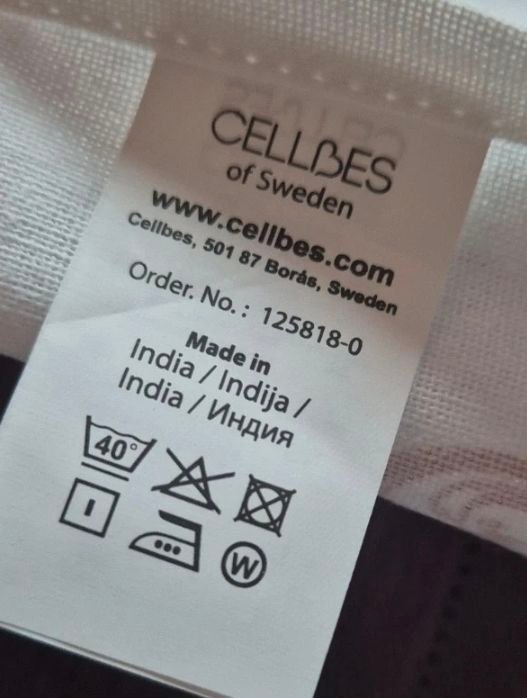 CELLBES
of Sweden
www.cellbes.com
Cellbes, 501 87 Borås, Sweden
Order. No.: 125818-0
Made in
India / Indija /
India / Индия
40°
W